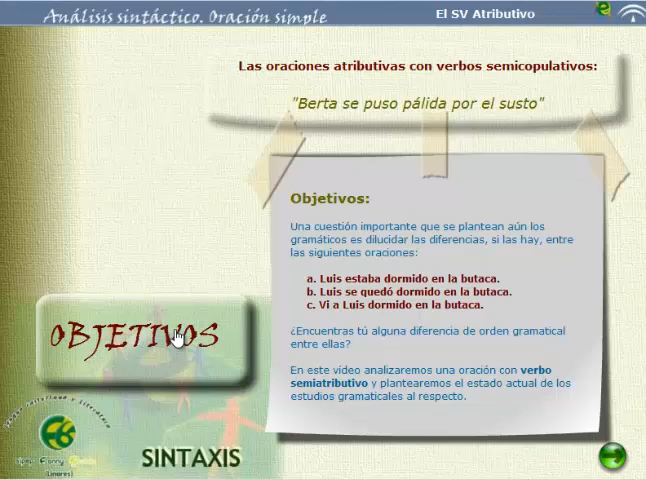 Análisis sintáctico. Oración simple
El SV Atributivo
Las oraciones atributivas con verbos semicopulativos:
"Berta se puso pálida por el susto"
Objetivos:
Una cuestión importante que se plantean aún los
gramáticos es dilucidar las diferencias, si las hay, entre
las siguientes oraciones:
a. Luis estaba dormido en la butaca.
b. Luis se quedó dormido en la butaca.
c. Vi a Luis dormido en la butaca.
¿Encuentras tú alguna diferencia de orden gramatical
entre ellas?
En este vídeo analizaremos una oración con verbo
semiatributivo y plantearemos el estado actual de los
estudios gramaticales al respecto.
OBJETIVOS
Lengua Castellana y Literatura
(Linares)
SINTAXIS